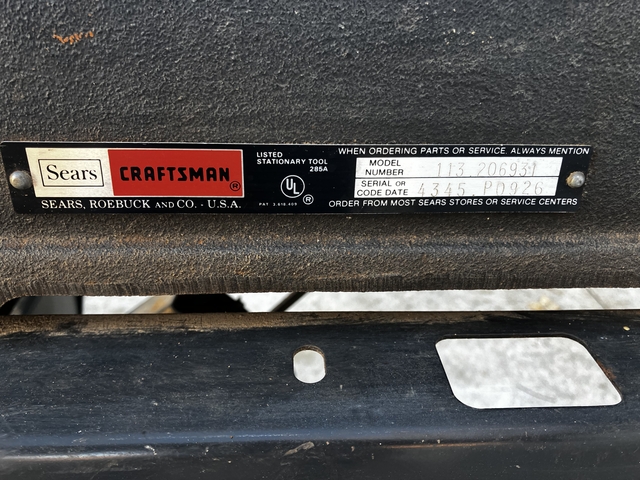 Sears
CRAFTSMAN®
SEARS, ROEBUCK AND CO. · U.S.A.
LISTED
STATIONARY TOOL
285A
UL ®
WHEN ORDERING PARTS OR SERVICE, ALWAYS MENTION
MODEL NUMBER 113 206931
SERIAL OR CODE DATE 4345 P0926
ORDER FROM MOST SEARS STORES OR SERVICE CENTERS